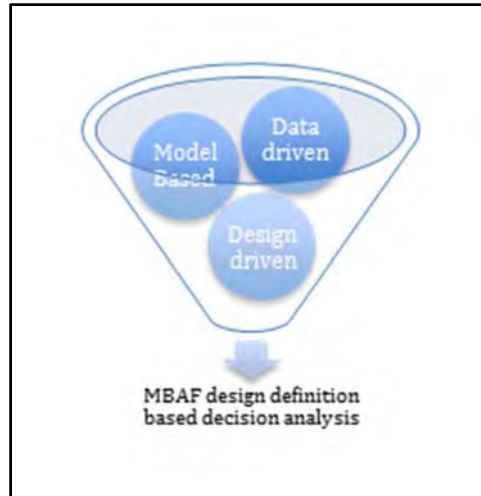 Data
driven
Model
Based
Design
driven
MBAF design definition
based decision analysis